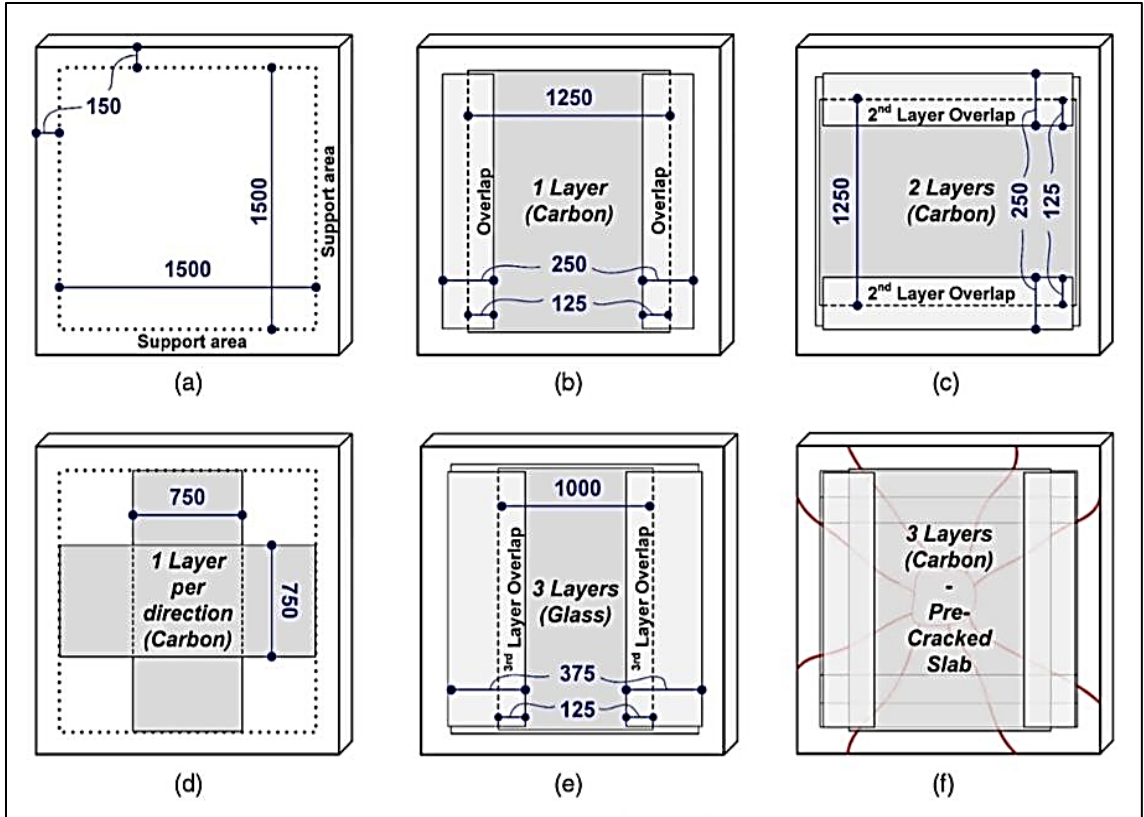 150
1500
1500
Support area
Support area
(a)
1250
1 Layer
(Carbon)
Overlap
Overlap
250
125
(b)
2nd Layer Overlap
1250
2 Layers
(Carbon)
250
125
2nd Layer Overlap
(c)
750
1 Layer
per
direction
(Carbon)
750
(d)
1000
3rd Layer Overlap
3rd Layer Overlap
3 Layers
(Glass)
375
125
(e)
3 Layers
(Carbon)
-
Pre-
Cracked
Slab
(f)